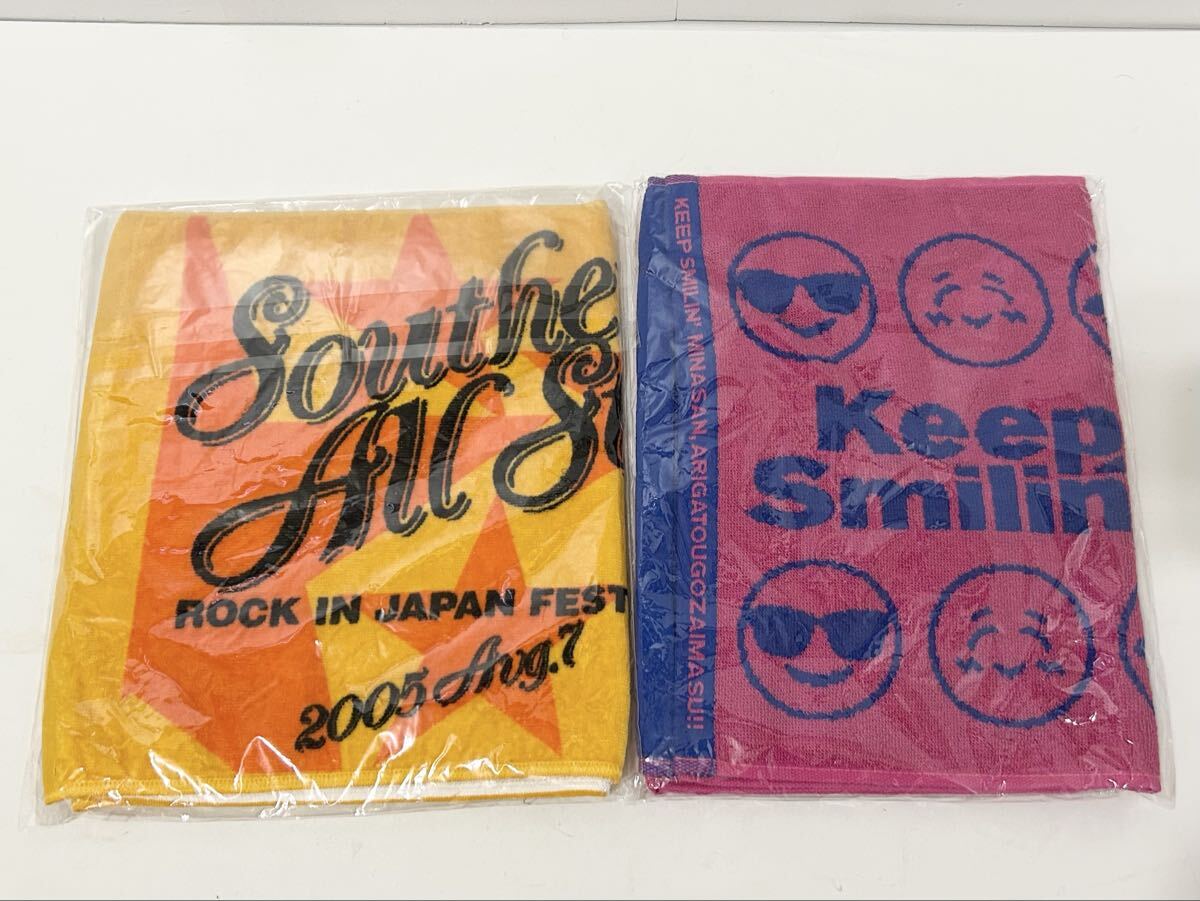 Southe
All St
ROCK IN JAPAN FEST
2005 Aug.7
KEEP SMILIN' MINASAN, ARIGATOUGOZAIMASU!!
Keep
Smilin